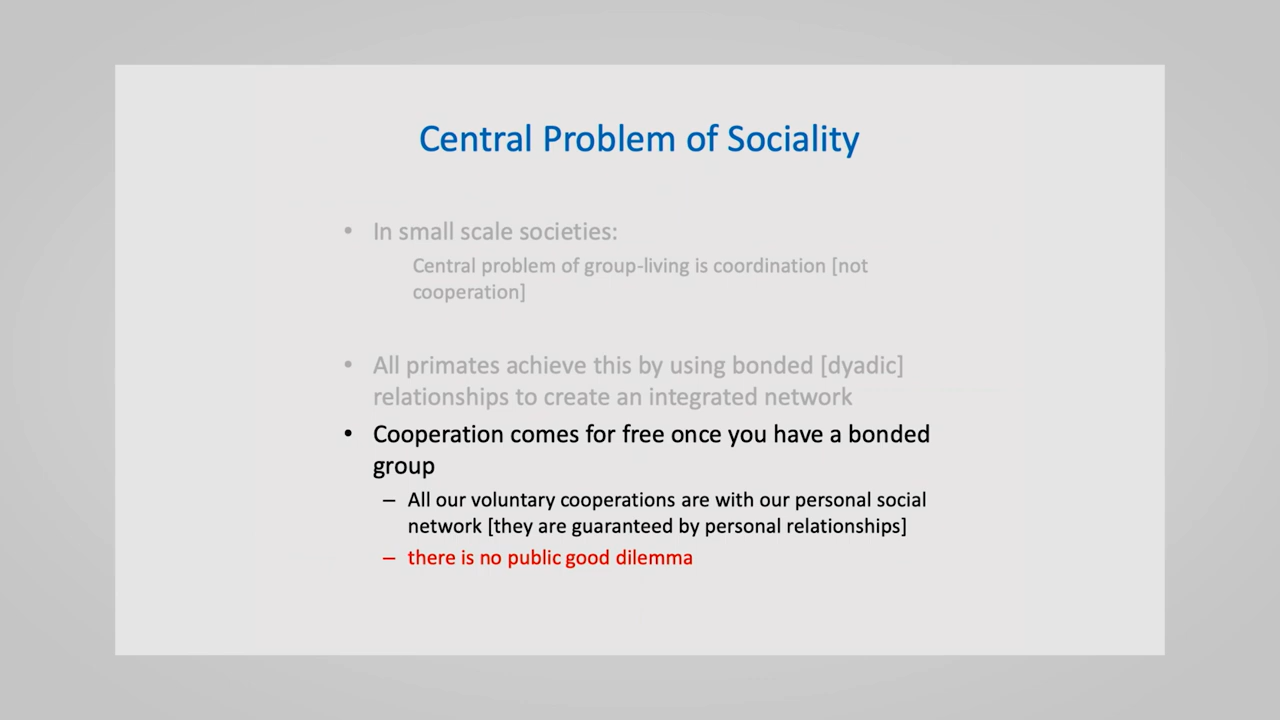 Central Problem of Sociality
• In small scale societies:
Central problem of group-living is coordination [not
cooperation]
• All primates achieve this by using bonded [dyadic]
relationships to create an integrated network
• Cooperation comes for free once you have a bonded
group
– All our voluntary cooperations are with our personal social
network [they are guaranteed by personal relationships]
– there is no public good dilemma